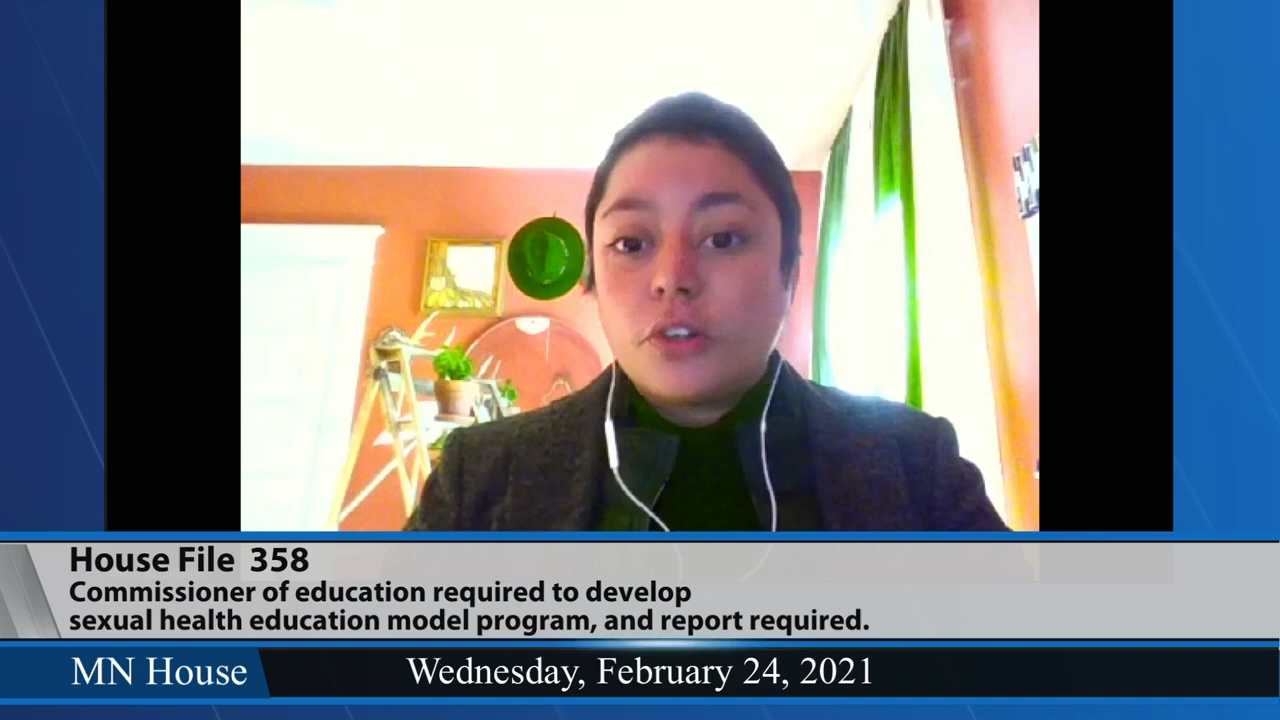 House File 358
Commissioner of education required to develop
sexual health education model program, and report required.
MN House
Wednesday, February 24, 2021